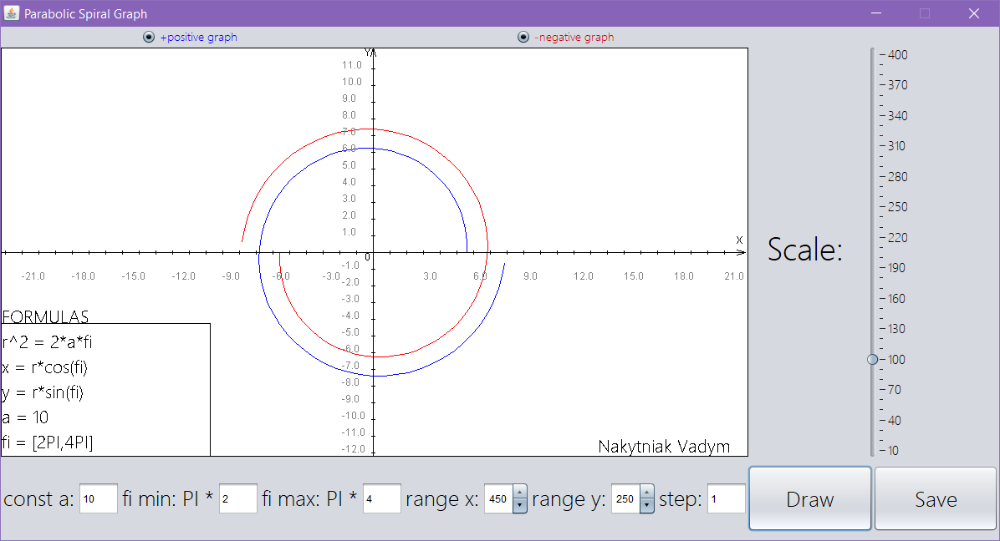 Parabolic Spiral Graph
+positive graph
-negative graph
Y
11.0
10.0
9.0
8.0
7.0
6.0
5.0
4.0
3.0
2.0
1.0
X
0
-21.0 -18.0 -15.0 -12.0 -9.0 -6.0 -3.0 3.0 6.0 9.0 12.0 15.0 18.0 21.0
-1.0
-2.0
-3.0
-4.0
-5.0
-6.0
-7.0
-8.0
-9.0
-10.0
-11.0
-12.0
FORMULAS
r^2 = 2*a*fi
x = r*cos(fi)
y = r*sin(fi)
a = 10
fi = [2PI,4PI]
Nakytniak Vadym
Scale:
400
370
340
310
280
250
220
190
160
130
100
70
40
10
const a: 10 fi min: PI * 2 fi max: PI * 4 range x: 450 range y: 250 step: 1 Draw Save